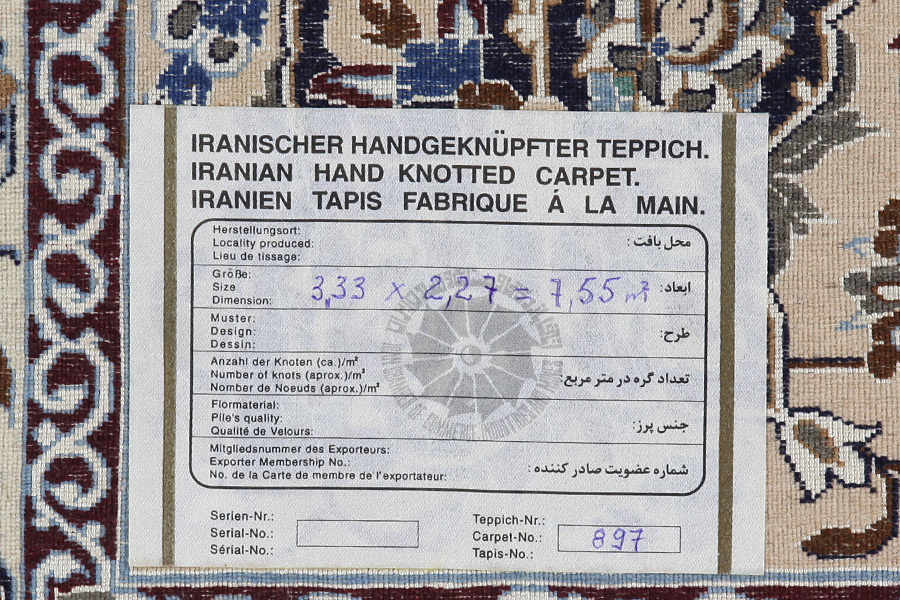 IRANISCHER HANDGEKNÜPFTER TEPPICH.
IRANIAN HAND KNOTTED CARPET.
IRANIEN TAPIS FABRIQUE Á LA MAIN.
Herstellungsort:
Locality produced:
Lieu de tissage:
محل بافت :
Größe:
Size
Dimension:
3,33 x 2,27 = 7,55 m²
ابعاد:
Muster:
Design:
Dessin:
طرح:
Anzahl der Knoten (ca.)/m²
Number of knots (aprox.)/m²
Nomber de Noeuds (aprox.)/m²
تعداد گره در متر مربع:
Flormaterial:
Pile's quality:
Qualité de Velours:
جنس پرز:
Mitgliedsnummer des Exporteurs:
Exporter Membership No.:
No. de la Carte de membre de l'exportateur:
شماره عضویت صادر کننده :
Serien-Nr.:
Serial-No.:
Sérial-No.:
Teppich-Nr.:
Carpet-No.:
Tapis-No.:
897